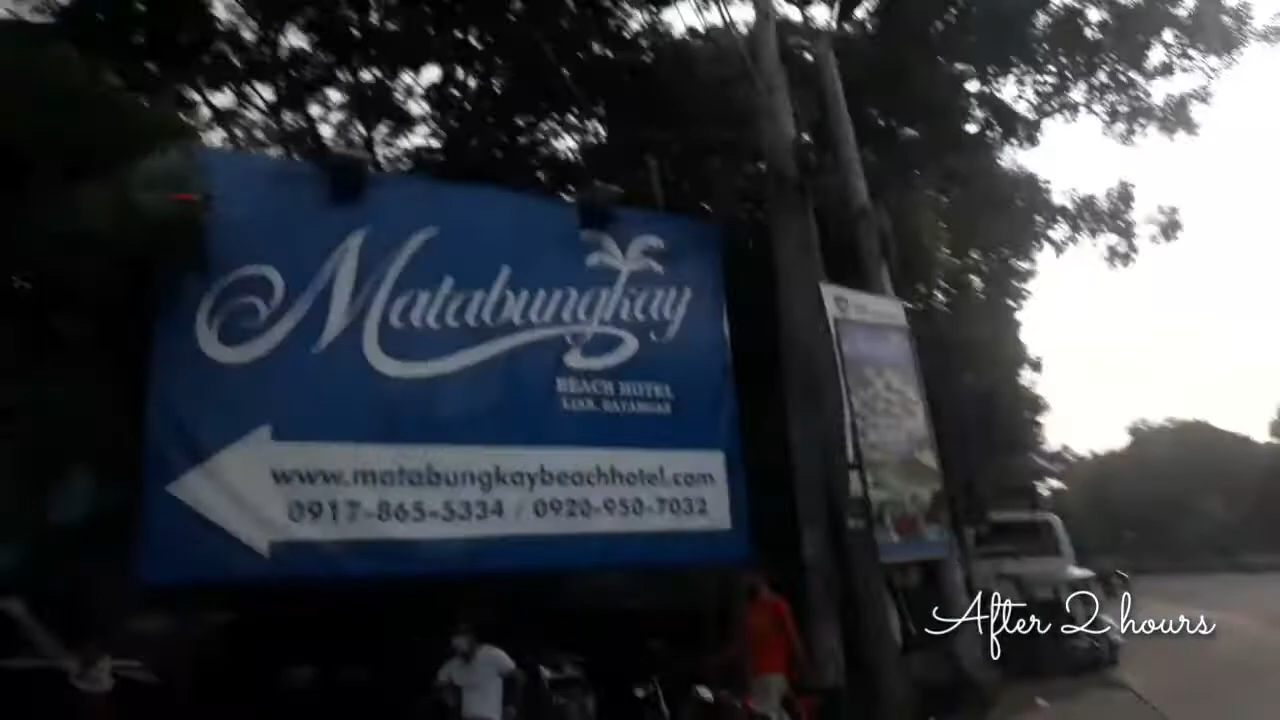 Matabungkay
BEACH HOTEL
LIAN, BATANGAS
www.matabungkaybeachhotel.com
0917-865-5334 / 0920-950-7032
After 2 hours